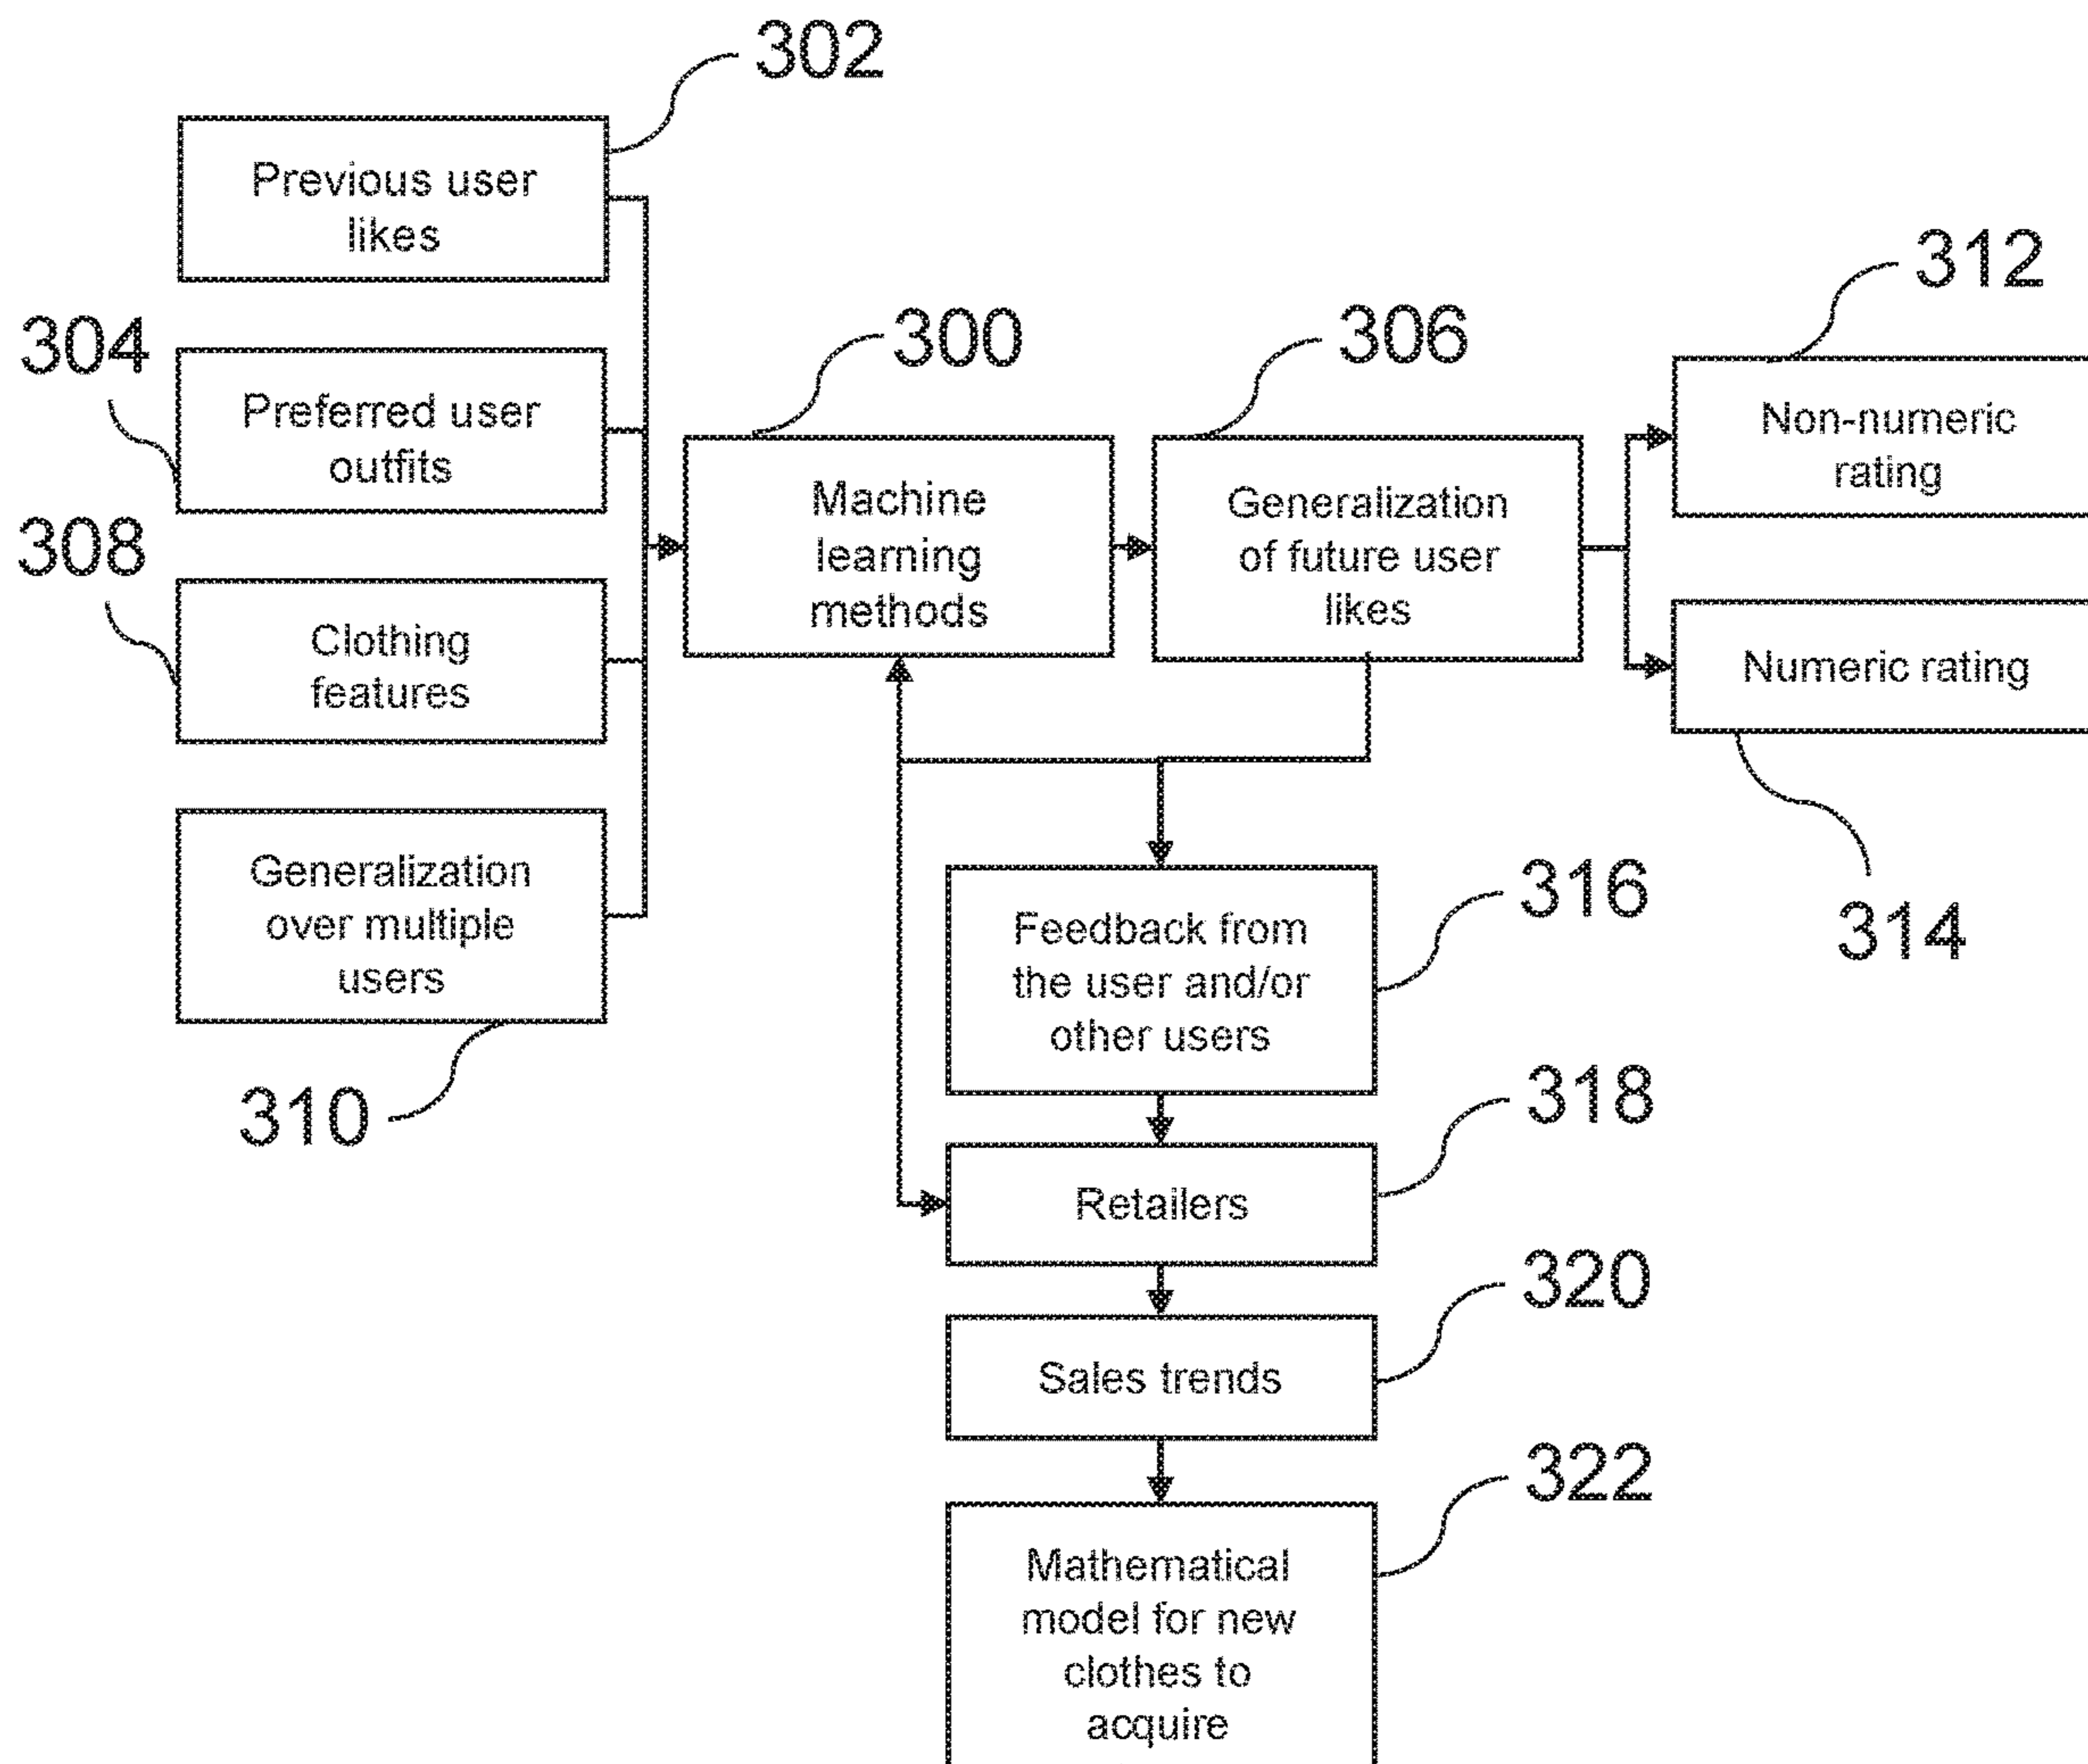 302
Previous user
likes
304
Preferred user
outfits
308
Clothing
features
Generalization
over multiple
users
310
300
Machine
learning
methods
306
Generalization
of future user
likes
312
Non-numeric
rating
Numeric rating
314
Feedback from
the user and/or
other users
316
318
Retailers
320
Sales trends
322
Mathematical
model for new
clothes to
acquire